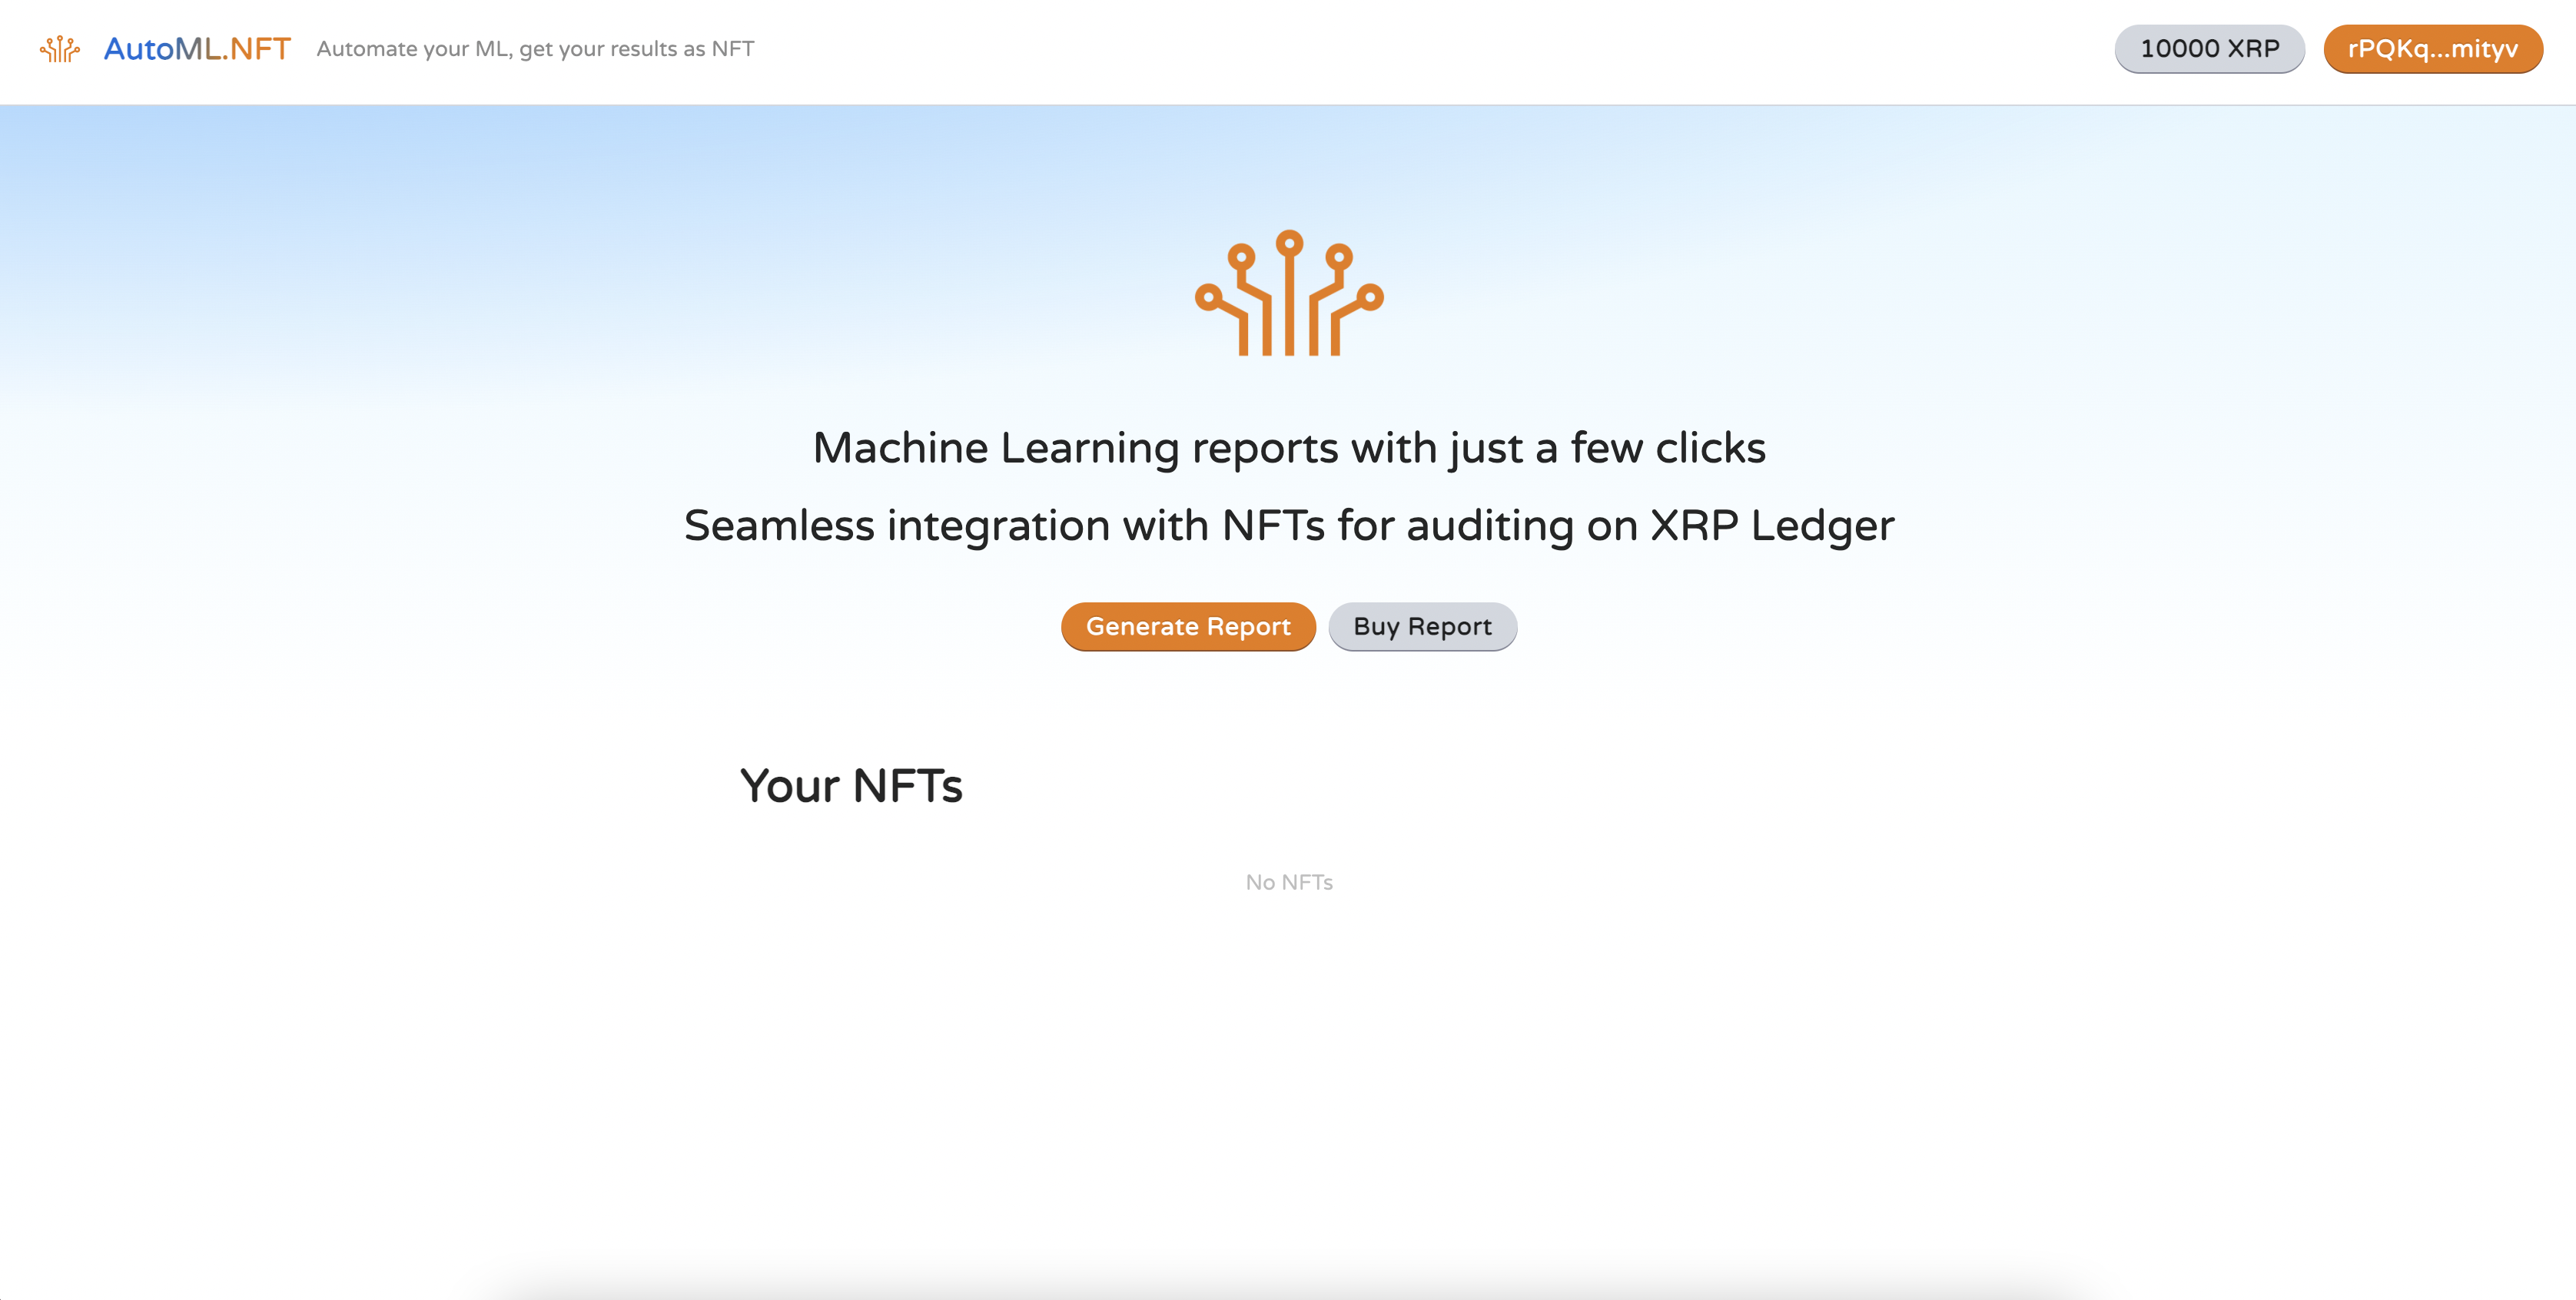 AutoML.NFT Automate your ML, get your results as NFT 10000 XRP rPQKq...mityv
Machine Learning reports with just a few clicks
Seamless integration with NFTs for auditing on XRP Ledger
Generate Report Buy Report
Your NFTs
No NFTs